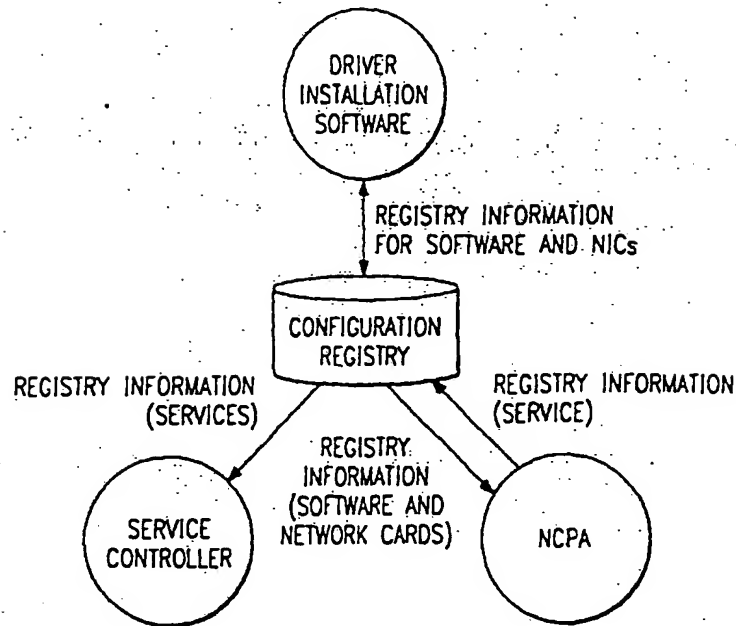 DRIVER
INSTALLATION
SOFTWARE
REGISTRY INFORMATION
FOR SOFTWARE AND NICs
CONFIGURATION
REGISTRY
REGISTRY INFORMATION
(SERVICES)
REGISTRY INFORMATION
(SERVICE)
REGISTRY
INFORMATION
(SOFTWARE AND
NETWORK CARDS)
SERVICE
CONTROLLER
NCPA